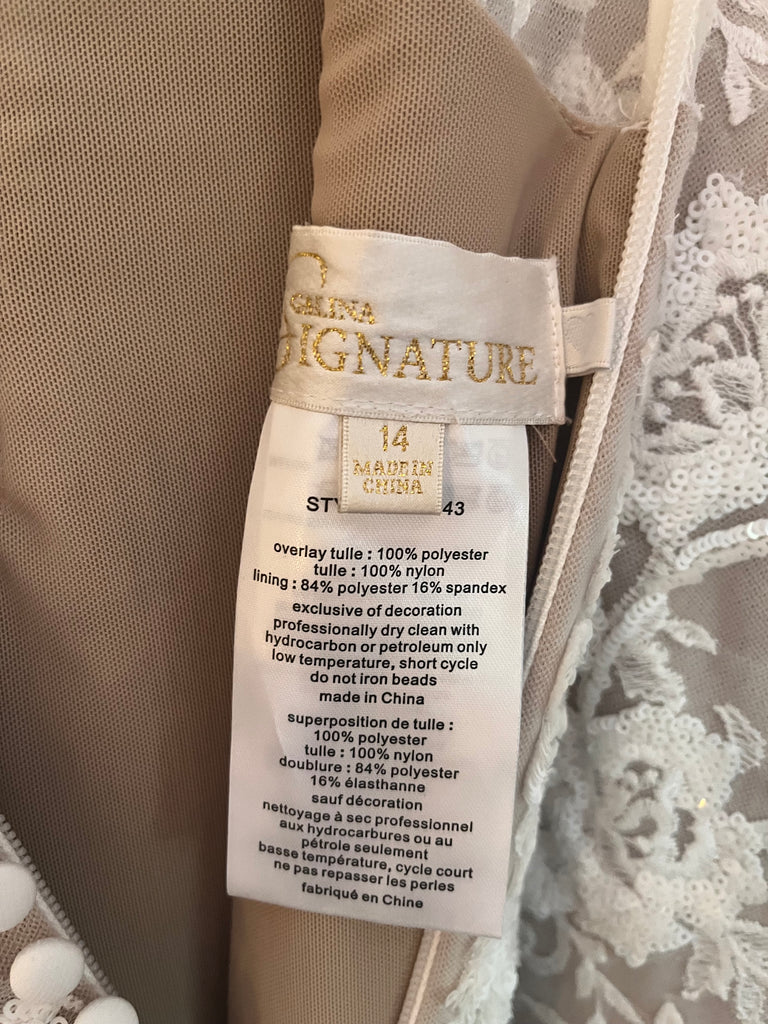 GALINA
SIGNATURE
14
MADE IN
CHINA
43
overlay tulle : 100% polyester
tulle : 100% nylon
lining : 84% polyester 16% spandex
exclusive of decoration
professionally dry clean with
hydrocarbon or petroleum only
low temperature, short cycle
do not iron beads
made in China
superposition de tulle :
100% polyester
tulle : 100% nylon
doublure : 84% polyester
16% élasthanne
sauf décoration
nettoyage à sec professionnel
aux hydrocarbures ou au
pétrole seulement
basse température, cycle court
ne pas repasser les perles
fabriqué en Chine